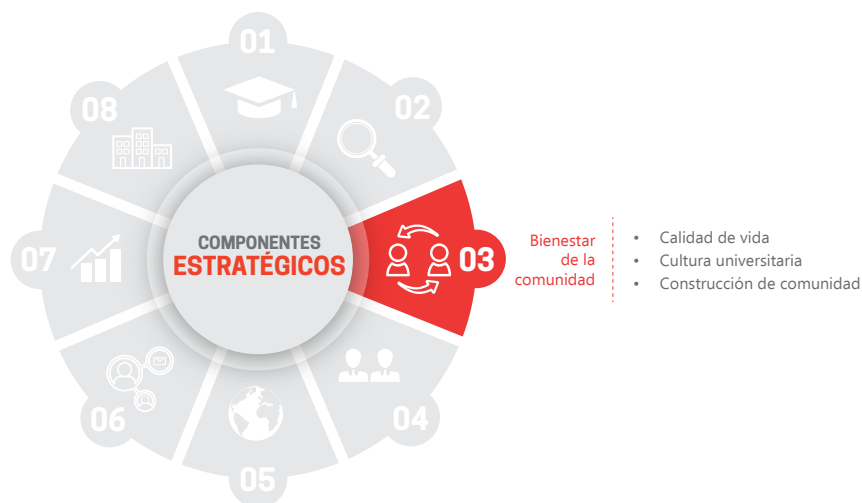 01
02
03
04
05
06
07
08
COMPONENTES
ESTRATÉGICOS
Bienestar
de la
comunidad
• Calidad de vida
• Cultura universitaria
• Construcción de comunidad